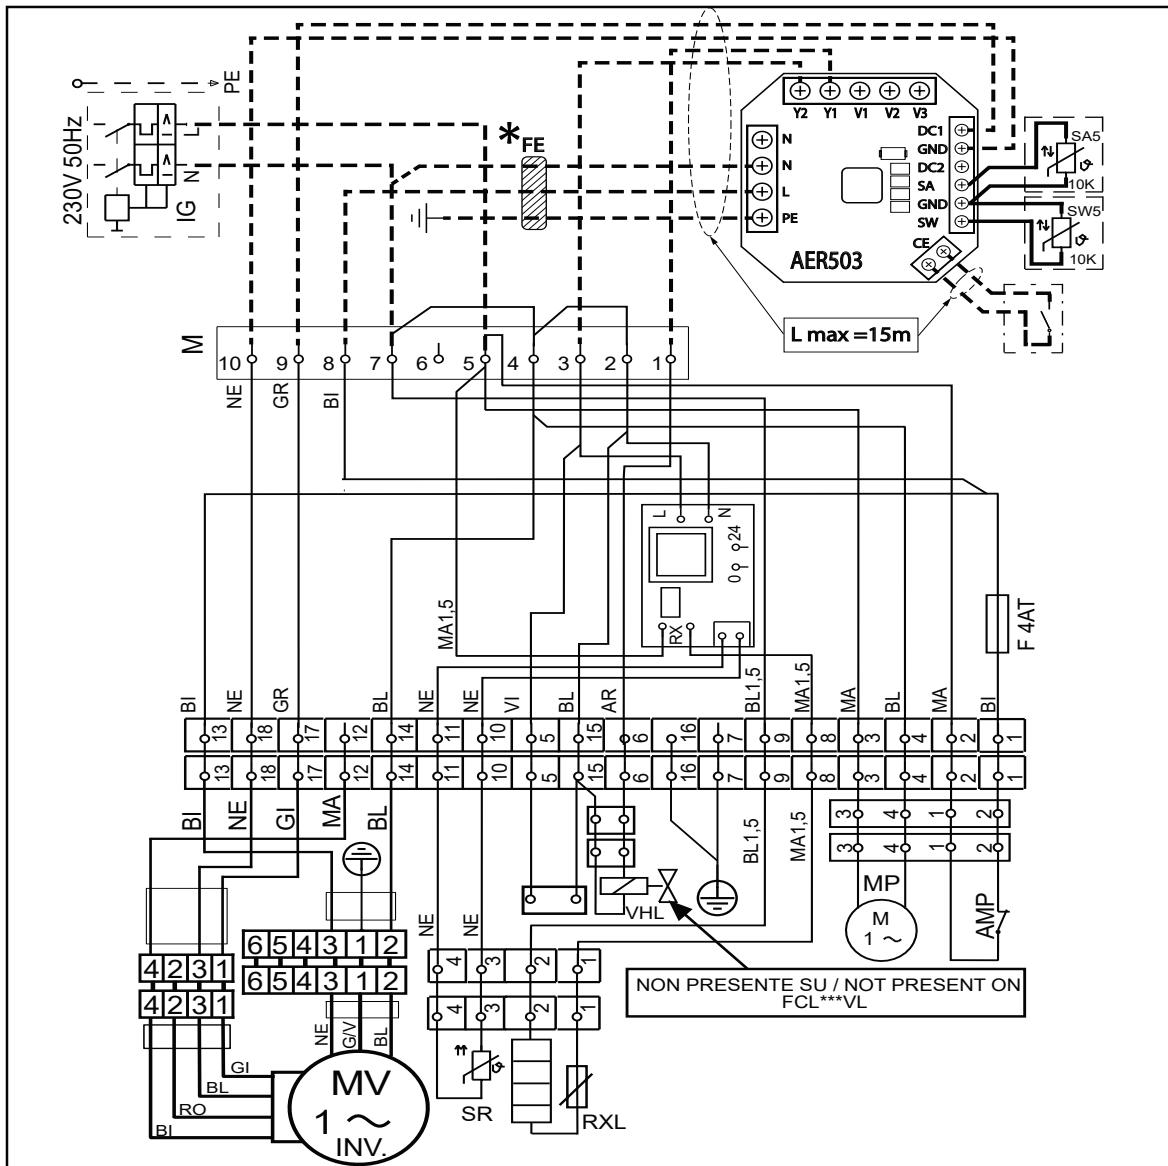 PE
230V 50Hz
L
N
IG
* FE
Y2 Y1 V1 V2 V3
N
N
L
PE
DC1
GND
DC2
SA
GND
SW
CE
AER503
SA5
10K
SW5
10K
L max =15m
M
10 9 8 7 6 5 4 3 2 1
NE GR BI
L N
0 24
RX
MA1,5
F 4AT
BI NE GR BL NE NE VI BL AR BL1,5 MA1,5 MA BL MA BI
13 18 17 12 14 11 10 5 15 6 16 7 9 8 3 4 2 1
13 18 17 12 14 11 10 5 15 6 16 7 9 8 3 4 2 1
BI NE GI MA BL
BL1,5 MA1,5
3 4 1 2
3 4 1 2
MP
M
1 ~
AMP
VHL
NE NE
NON PRESENTE SU / NOT PRESENT ON
FCL***VL
6 5 4 3 1 2
6 5 4 3 1 2
4 2 3 1
4 2 3 1
4 3 2 1
4 3 2 1
NE G/V BL
GI
BL
RO
BI
MV
1 ~
INV.
SR
RXL